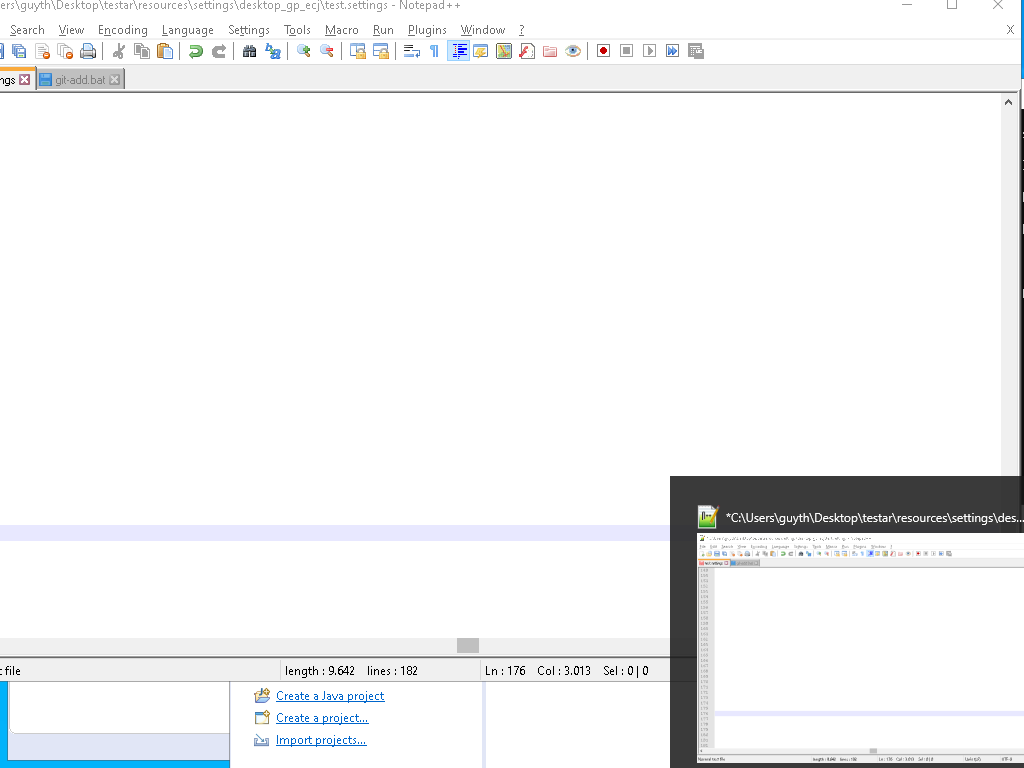 ers\guyth\Desktop\testar\resources\settings\desktop_gp_ecj\test.settings - Notepad++
Search View Encoding Language Settings Tools Macro Run Plugins Window ? X
ngs git-add.bat
*C:\Users\guyth\Desktop\testar\resources\settings\des...
t file length : 9.642 lines : 182 Ln : 176 Col : 3.013 Sel : 0 | 0
Create a Java project
Create a project...
Import projects...